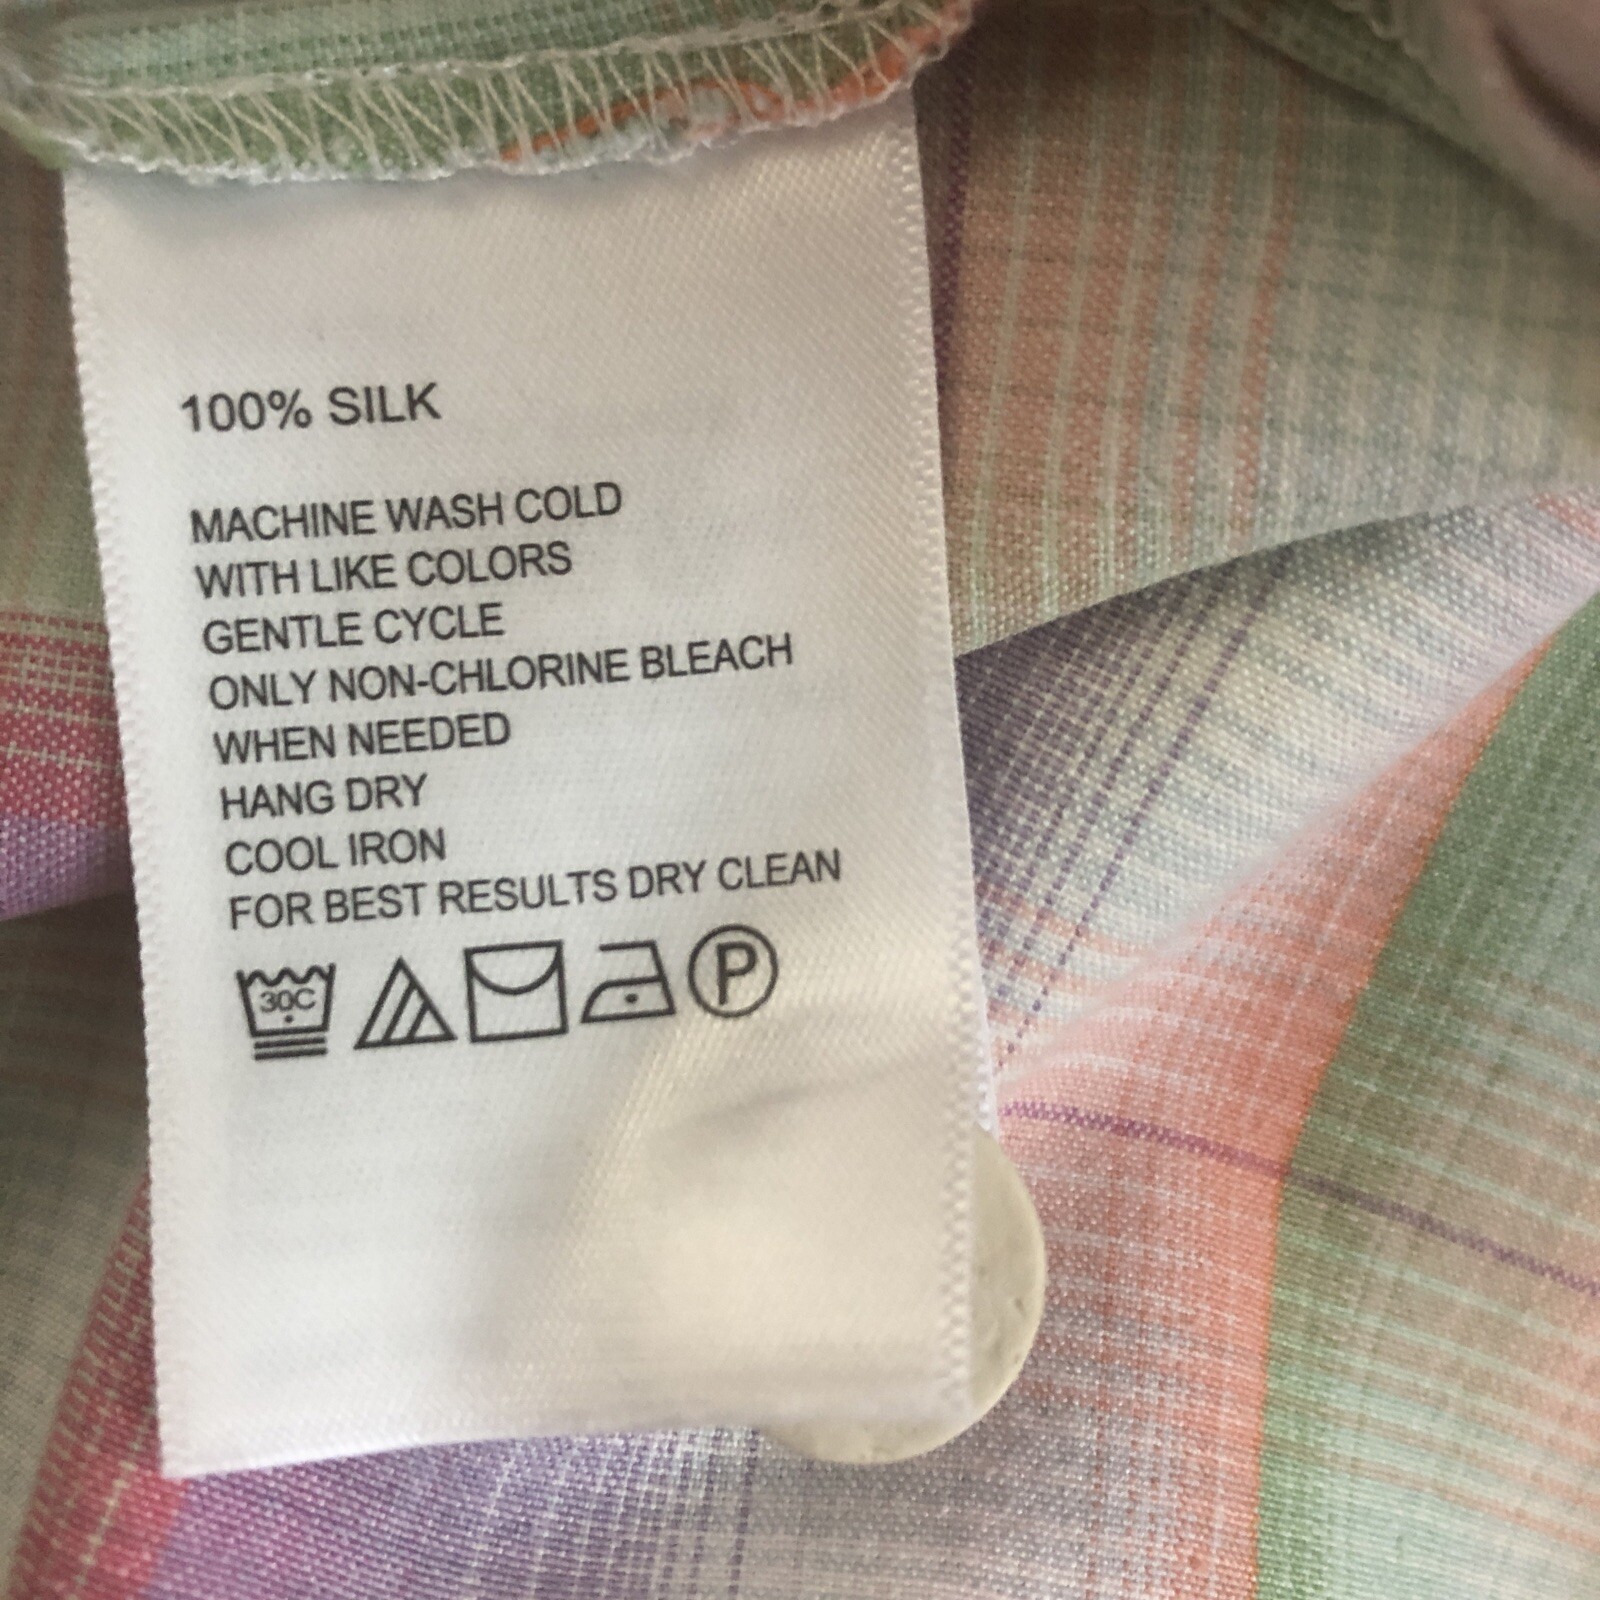 100% SILK
MACHINE WASH COLD
WITH LIKE COLORS
GENTLE CYCLE
ONLY NON-CHLORINE BLEACH
WHEN NEEDED
HANG DRY
COOL IRON
FOR BEST RESULTS DRY CLEAN
30C P